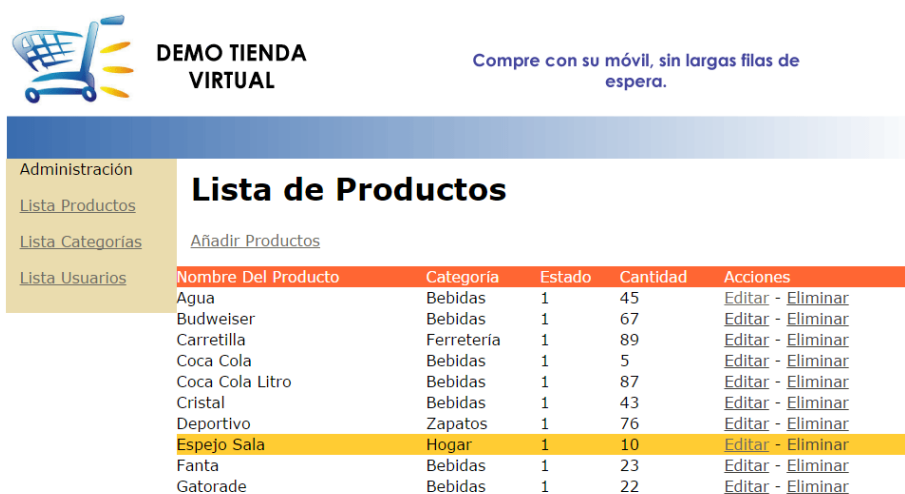 DEMO TIENDA
VIRTUAL
Compre con su móvil, sin largas filas de
espera.
Administración
Lista Productos
Lista Categorías
Lista Usuarios
Lista de Productos
Añadir Productos
Nombre Del Producto Categoría Estado Cantidad Acciones
Agua Bebidas 1 45 Editar - Eliminar
Budweiser Bebidas 1 67 Editar - Eliminar
Carretilla Ferretería 1 89 Editar - Eliminar
Coca Cola Bebidas 1 5 Editar - Eliminar
Coca Cola Litro Bebidas 1 87 Editar - Eliminar
Cristal Bebidas 1 43 Editar - Eliminar
Deportivo Zapatos 1 76 Editar - Eliminar
Espejo Sala Hogar 1 10 Editar - Eliminar
Fanta Bebidas 1 23 Editar - Eliminar
Gatorade Bebidas 1 22 Editar - Eliminar